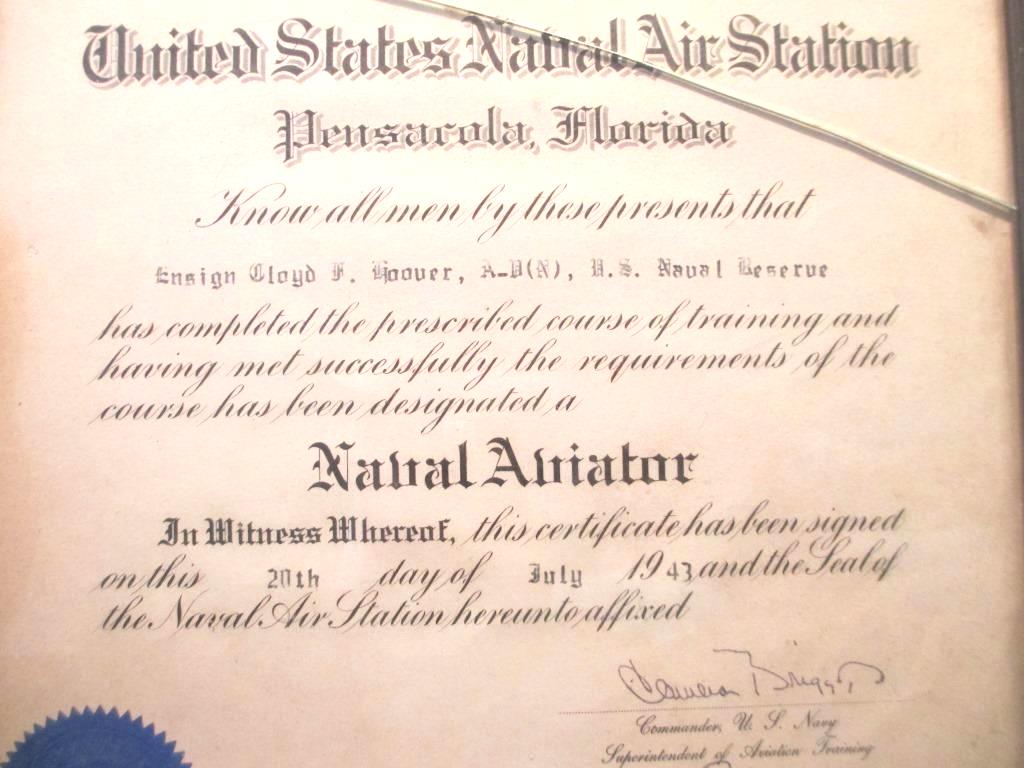 United States Naval Air Station
Pensacola, Florida
Know all men by these presents that
Ensign Cloyd F. Hoover, A-V(N), U.S. Naval Reserve
has completed the prescribed course of training and
having met successfully the requirements of the
course has been designated a
Naval Aviator
In Witness Whereof, this certificate has been signed
on this 20th day of July 1943 and the Seal of
the Naval Air Station hereunto affixed
Cameron Briggs
Commander, U. S. Navy
Superintendent of Aviation Training